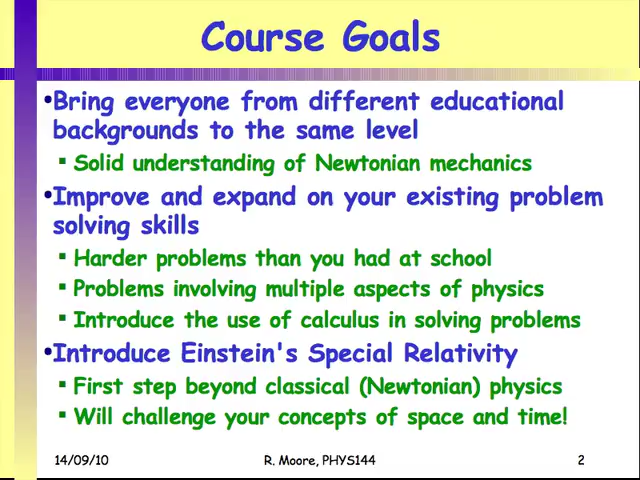 Course Goals
•Bring everyone from different educational
backgrounds to the same level
▪ Solid understanding of Newtonian mechanics
•Improve and expand on your existing problem
solving skills
▪ Harder problems than you had at school
▪ Problems involving multiple aspects of physics
▪ Introduce the use of calculus in solving problems
•Introduce Einstein's Special Relativity
▪ First step beyond classical (Newtonian) physics
▪ Will challenge your concepts of space and time!
14/09/10 R. Moore, PHYS144 2